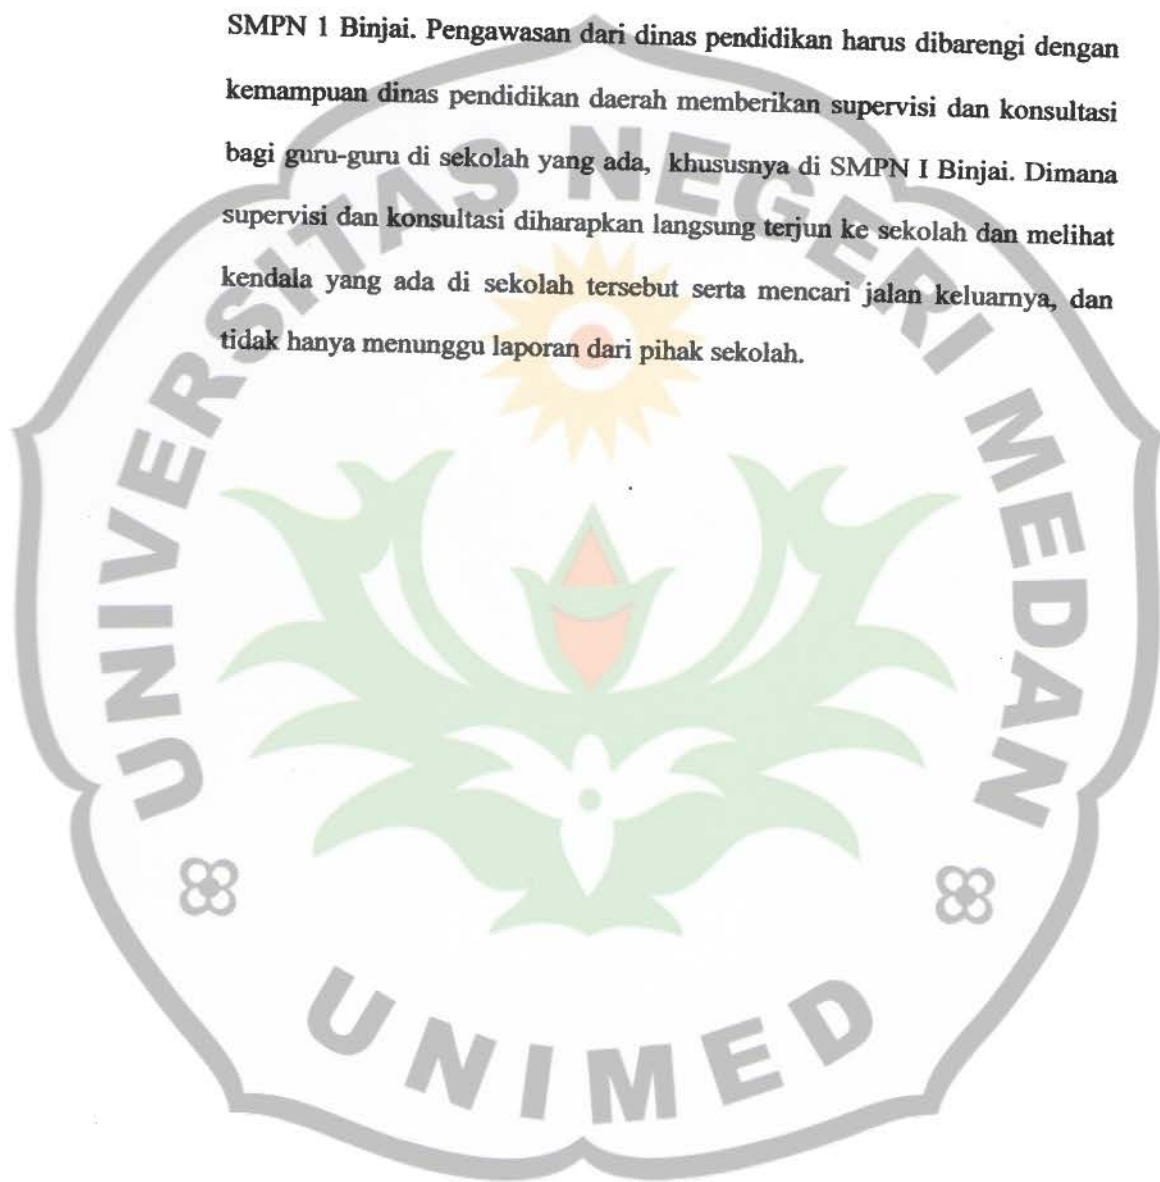 SMPN 1 Binjai. Pengawasan dari dinas pendidikan harus dibarengi dengan
kemampuan dinas pendidikan daerah memberikan supervisi dan konsultasi
bagi guru-guru di sekolah yang ada, khususnya di SMPN I Binjai. Dimana
supervisi dan konsultasi diharapkan langsung terjun ke sekolah dan melihat
kendala yang ada di sekolah tersebut serta mencari jalan keluarnya, dan
tidak hanya menunggu laporan dari pihak sekolah.
UNIVERSITAS NEGERI MEDAN
UNIMED